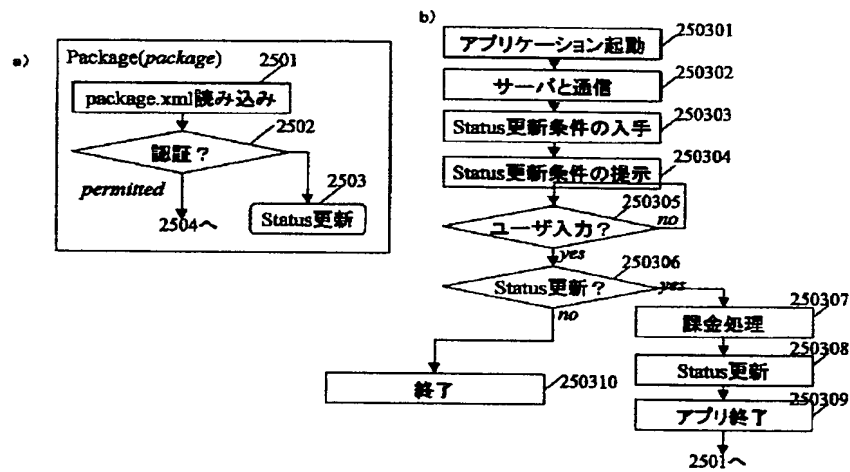 a)
Package(package)
2501
package.xml読み込み
2502
認証？
permitted
2503
2504へ
Status更新
b)
アプリケーション起動
250301
サーバと通信
250302
Status更新条件の入手
250303
Status更新条件の提示
250304
ユーザ入力？
250305
no
yes
Status更新？
250306
yes
no
課金処理
250307
Status更新
250308
アプリ終了
250309
2501へ
終了
250310